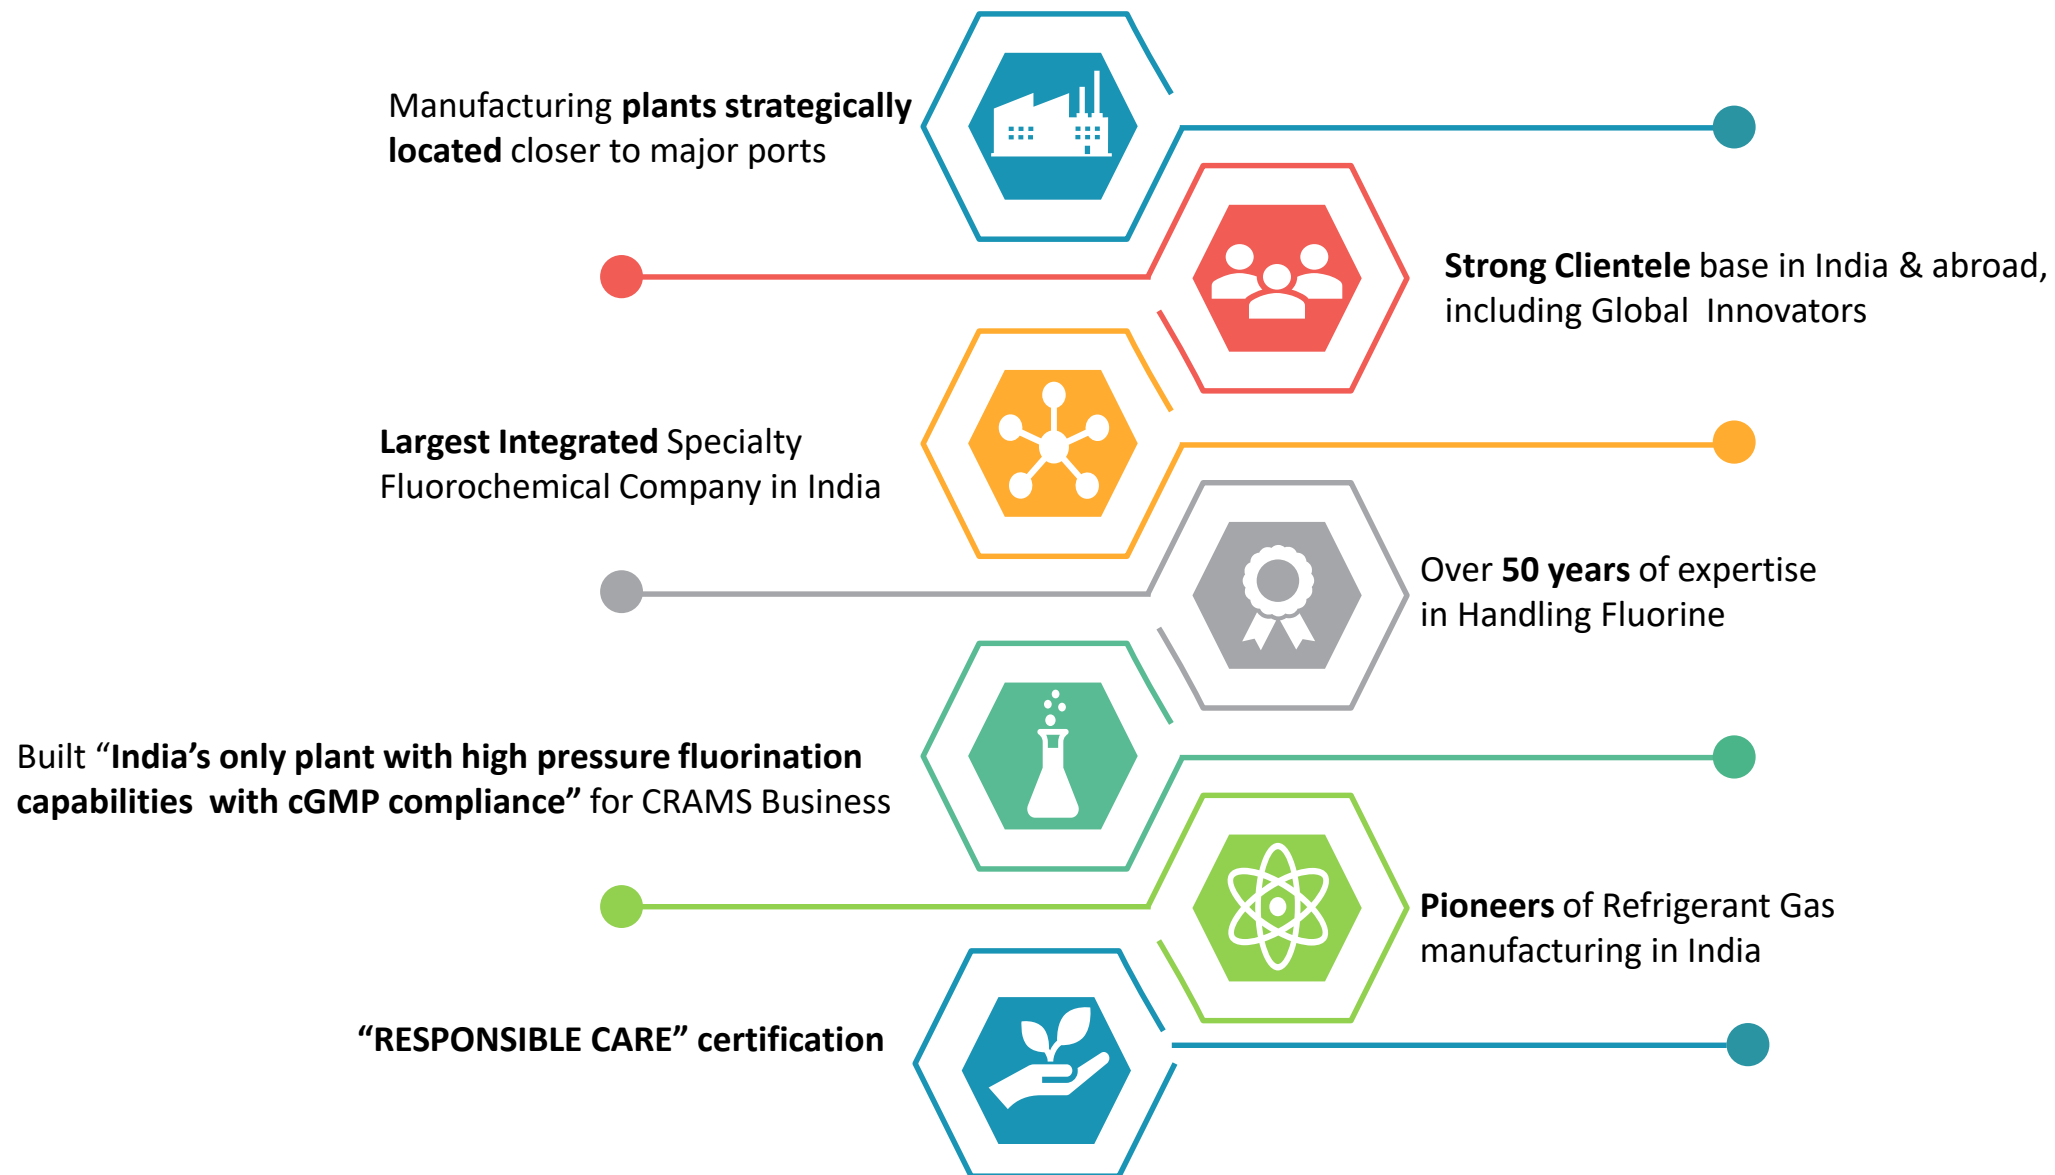 Manufacturing plants strategically
located closer to major ports
Strong Clientele base in India & abroad,
including Global  Innovators
Largest Integrated Specialty
Fluorochemical Company in India
Over 50 years of expertise
in Handling Fluorine
Built “India’s only plant with high pressure fluorination
capabilities  with cGMP compliance” for CRAMS Business
Pioneers of Refrigerant Gas
manufacturing in India
“RESPONSIBLE CARE” certification